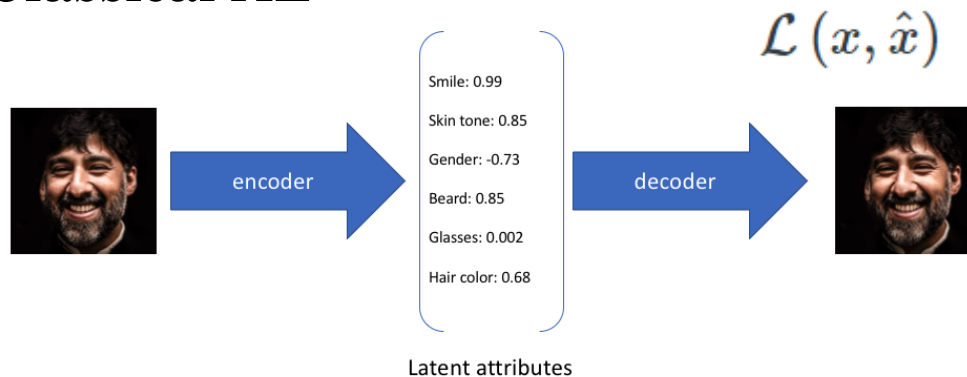 𝓛 (x, x̂)
Smile: 0.99
Skin tone: 0.85
Gender: -0.73
Beard: 0.85
Glasses: 0.002
Hair color: 0.68
encoder
decoder
Latent attributes